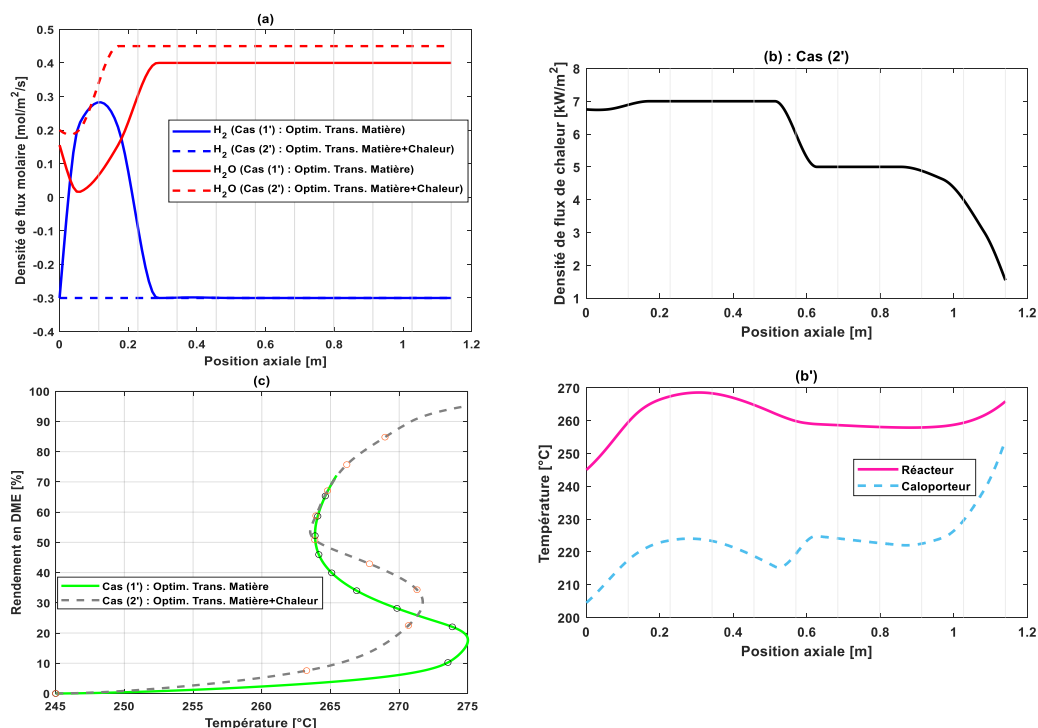 (a)
0.5
0.4
0.3
0.2
0.1
0
-0.1
-0.2
-0.3
-0.4
Densité de flux molaire [mol/m²/s]
H₂ (Cas (1') : Optim. Trans. Matière)
H₂ (Cas (2') : Optim. Trans. Matière+Chaleur)
H₂O (Cas (1') : Optim. Trans. Matière)
H₂O (Cas (2') : Optim. Trans. Matière+Chaleur)
0 0.2 0.4 0.6 0.8 1 1.2
Position axiale [m]
(b) : Cas (2')
8
7
6
5
4
3
2
1
Densité de flux de chaleur [kW/m²]
0 0.2 0.4 0.6 0.8 1 1.2
Position axiale [m]
(c)
100
90
80
70
60
50
40
30
20
10
0
Rendement en DME [%]
Cas (1') : Optim. Trans. Matière
Cas (2') : Optim. Trans. Matière+Chaleur
245 250 255 260 265 270 275
Température [°C]
(b')
270
260
250
240
230
220
210
200
Température [°C]
Réacteur
Caloporteur
0 0.2 0.4 0.6 0.8 1 1.2
Position axiale [m]